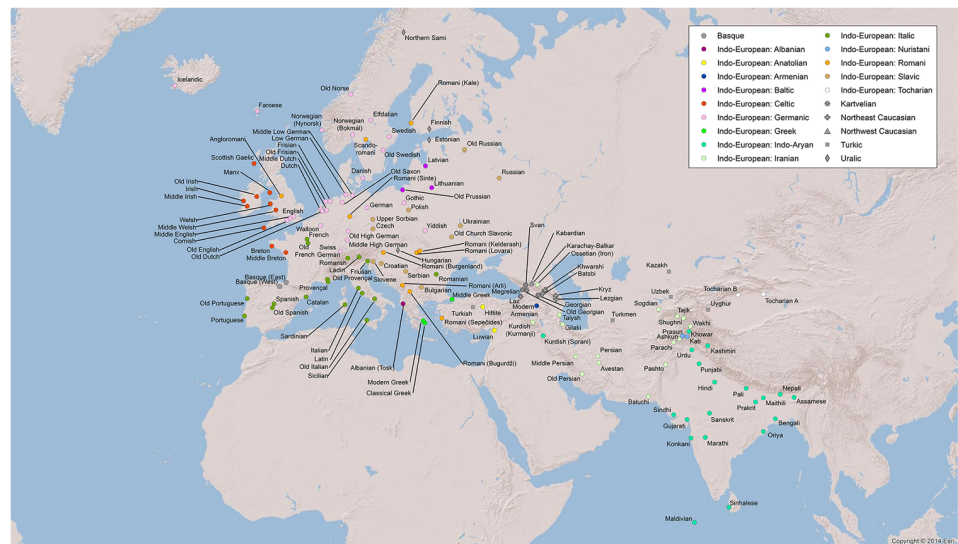 Basque
Indo-European: Albanian
Indo-European: Anatolian
Indo-European: Armenian
Indo-European: Baltic
Indo-European: Celtic
Indo-European: Germanic
Indo-European: Greek
Indo-European: Indo-Aryan
Indo-European: Iranian
Indo-European: Italic
Indo-European: Nuristani
Indo-European: Romani
Indo-European: Slavic
Indo-European: Tocharian
Kartvelian
Northeast Caucasian
Northwest Caucasian
Turkic
Uralic
Northern Sami
Icelandic
Faroese
Old Norse
Romani (Kale)
Norwegian
(Nynorsk)
Norwegian
(Bokmål)
Elfdalian
Swedish
Finnish
Estonian
Scando-
romani
Old Swedish
Old Russian
Russian
Latvian
Lithuanian
Old Prussian
Middle Low German
Low German
Frisian
Old Frisian
Middle Dutch
Dutch
Angloromani
Scottish Gaelic
Manx
Old Irish
Irish
Middle Irish
Welsh
Middle Welsh
Middle English
Cornish
Old English
Old Dutch
English
Danish
Old Saxon
Romani (Sinte)
Gothic
German
Polish
Upper Sorbian
Czech
Yiddish
Ukrainian
Old Church Slavonic
Walloon
French
Old
French
Old High German
Middle High German
Swiss
German
Breton
Middle Breton
Romansh
Ladin
Friulian
Old Provençal
Provençal
Slovene
Croatian
Serbian
Hungarian
Romani (Burgenland)
Romani (Kelderash)
Romani (Lovara)
Romanian
Romani (Arli)
Bulgarian
Middle Greek
Basque (East)
Basque (West)
Old Portuguese
Portuguese
Spanish
Old Spanish
Catalan
Sardinian
Italian
Latin
Old Italian
Sicilian
Albanian (Tosk)
Modern Greek
Classical Greek
Turkish
Hittite
Luwian
Romani (Sepečides)
Romani (Bugurdži)
Svan
Kabardian
Karachay-Balkar
Ossetian (Iron)
Khwarshi
Batsbi
Kryz
Lezgian
Megrelian
Laz
Georgian
Old Georgian
Modern
Armenian
Talysh
Gilaki
Kurdish
(Kurmanji)
Kurdish (Sorani)
Middle Persian
Persian
Avestan
Old Persian
Kazakh
Uzbek
Sogdian
Turkmen
Tajik
Shughni
Wakhi
Prasun
Khowar
Ashkun
Kati
Parachi
Urdu
Pashto
Kashmiri
Punjabi
Tocharian B
Tocharian A
Uyghur
Baluchi
Sindhi
Hindi
Pali
Prakrit
Nepali
Maithili
Assamese
Bengali
Oriya
Sanskrit
Gujarati
Konkani
Marathi
Sinhalese
Maldivian
Copyright © 2014 Esri